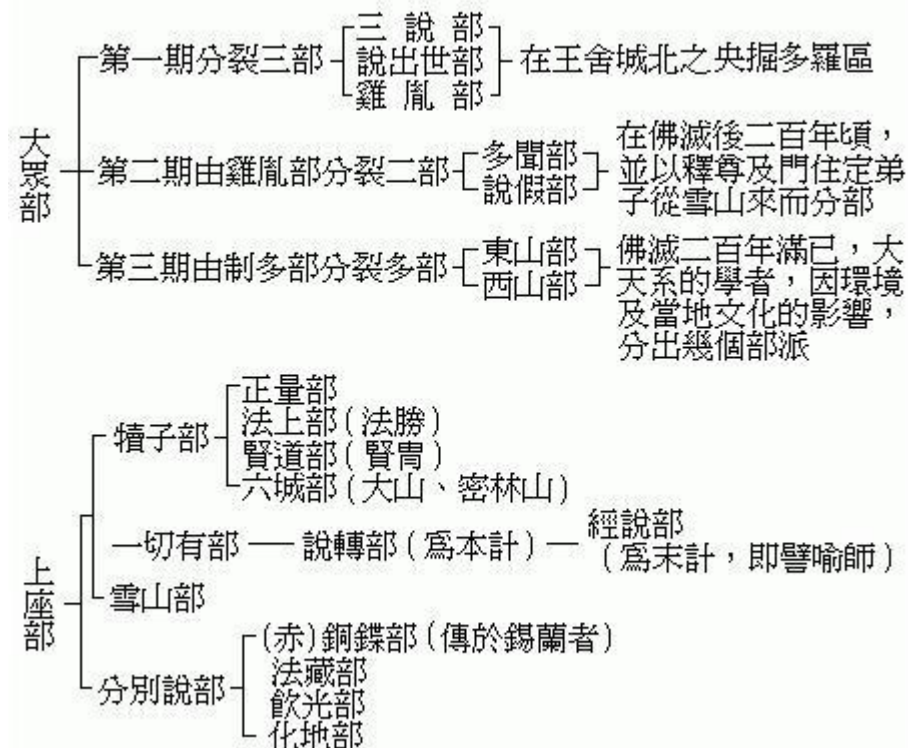 大眾部
第一期分裂三部
三說部
說出世部
雞胤部
在王舍城北之央掘多羅區
第二期由雞胤部分裂二部
多聞部
說假部
在佛滅後二百年頃，
並以釋尊及門住定弟
子從雪山來而分部
第三期由制多部分裂多部
東山部
西山部
佛滅二百年滿已，大
天系的學者，因環境
及當地文化的影響，
分出幾個部派
上座部
犢子部
正量部
法上部(法勝)
賢道部(賢冑)
六城部(大山、密林山)
一切有部
說轉部(為本計)
經說部
(為末計，即譬喻師)
雪山部
分別說部
(赤)銅鍱部(傳於錫蘭者)
法藏部
飲光部
化地部